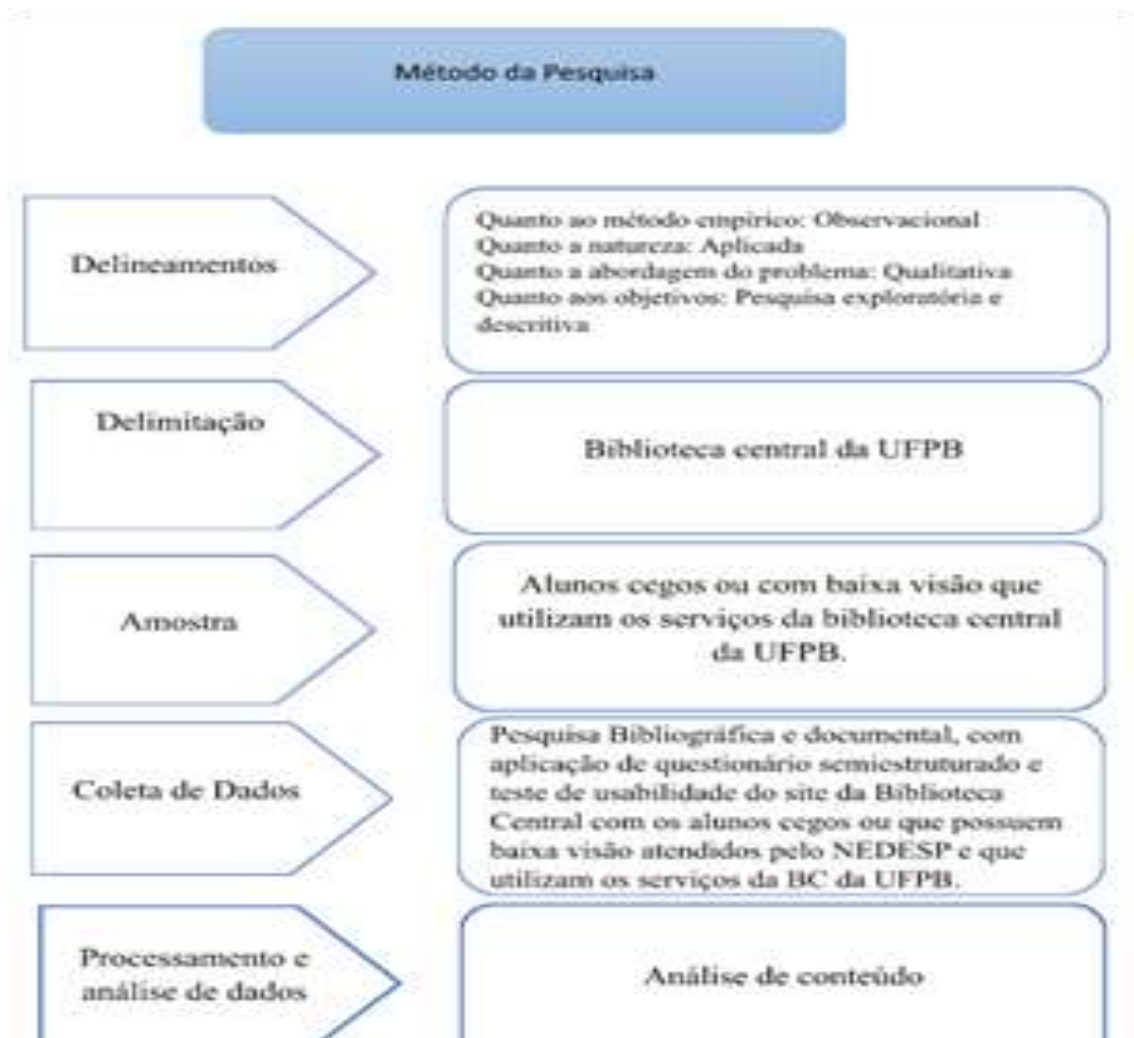 Método da Pesquisa
Delineamentos
Quanto ao método empírico: Observacional
Quanto a natureza: Aplicada
Quanto a abordagem do problema: Qualitativa
Quanto aos objetivos: Pesquisa exploratória e
descritiva
Delimitação
Biblioteca central da UFPB
Amostra
Alunos cegos ou com baixa visão que
utilizam os serviços da biblioteca central
da UFPB.
Coleta de Dados
Pesquisa Bibliográfica e documental, com
aplicação de questionário semiestruturado e
teste de usabilidade do site da Biblioteca
Central com os alunos cegos ou que possuem
baixa visão atendidos pelo NEDESP e que
utilizam os serviços da BC da UFPB.
Processamento e
análise de dados
Análise de conteúdo